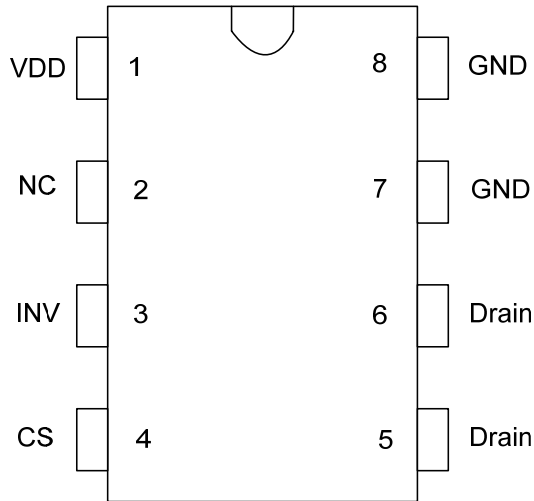 VDD 1 8 GND
NC 2 7 GND
INV 3 6 Drain
CS 4 5 Drain